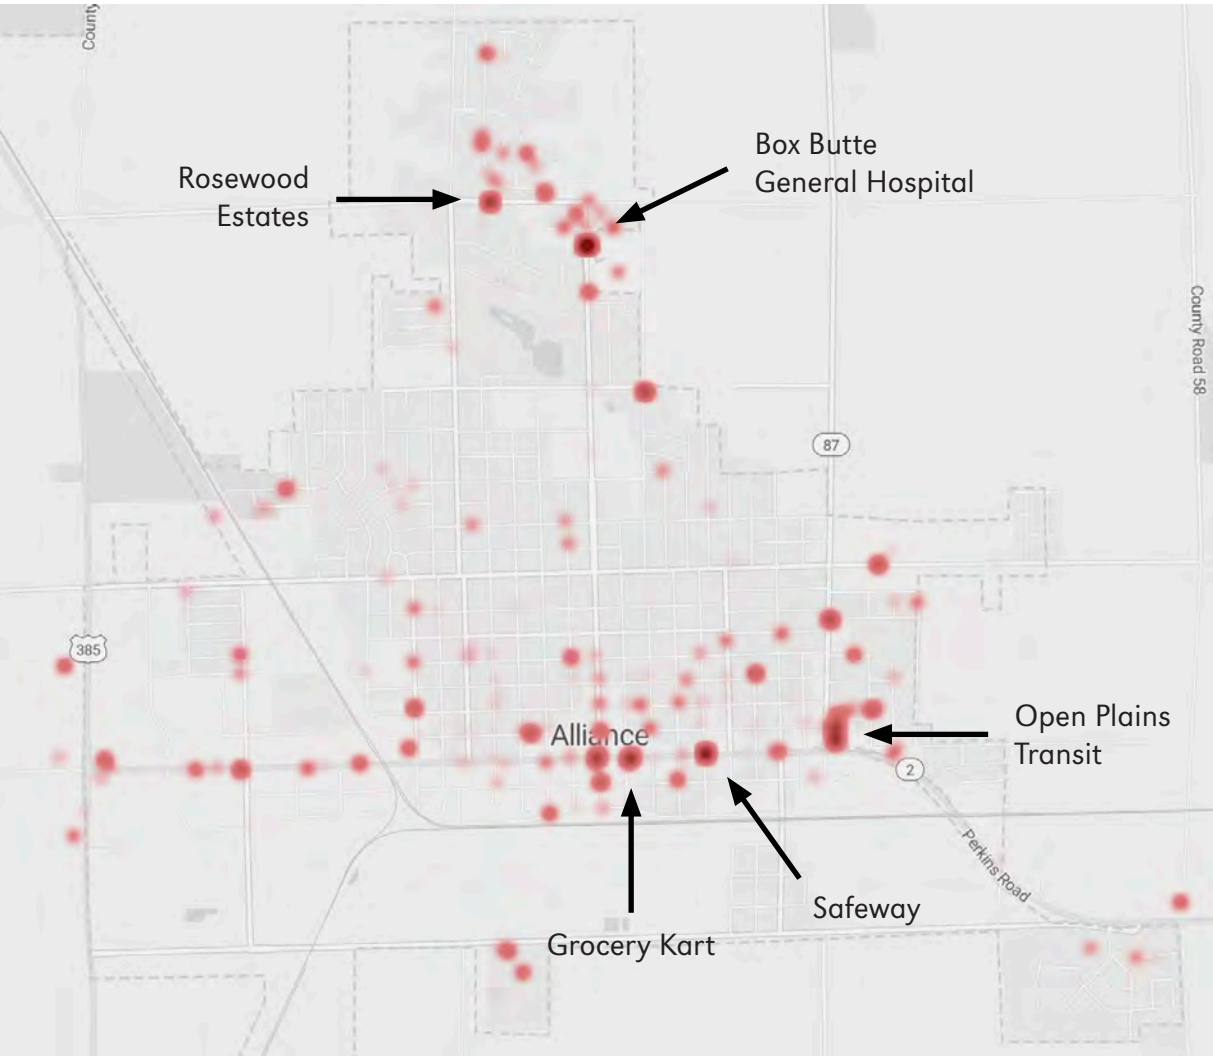 County
Box Butte
General Hospital
Rosewood
Estates
County Road 58
87
385
Open Plains
Transit
Alliance
2
Perkins Road
Safeway
Grocery Kart